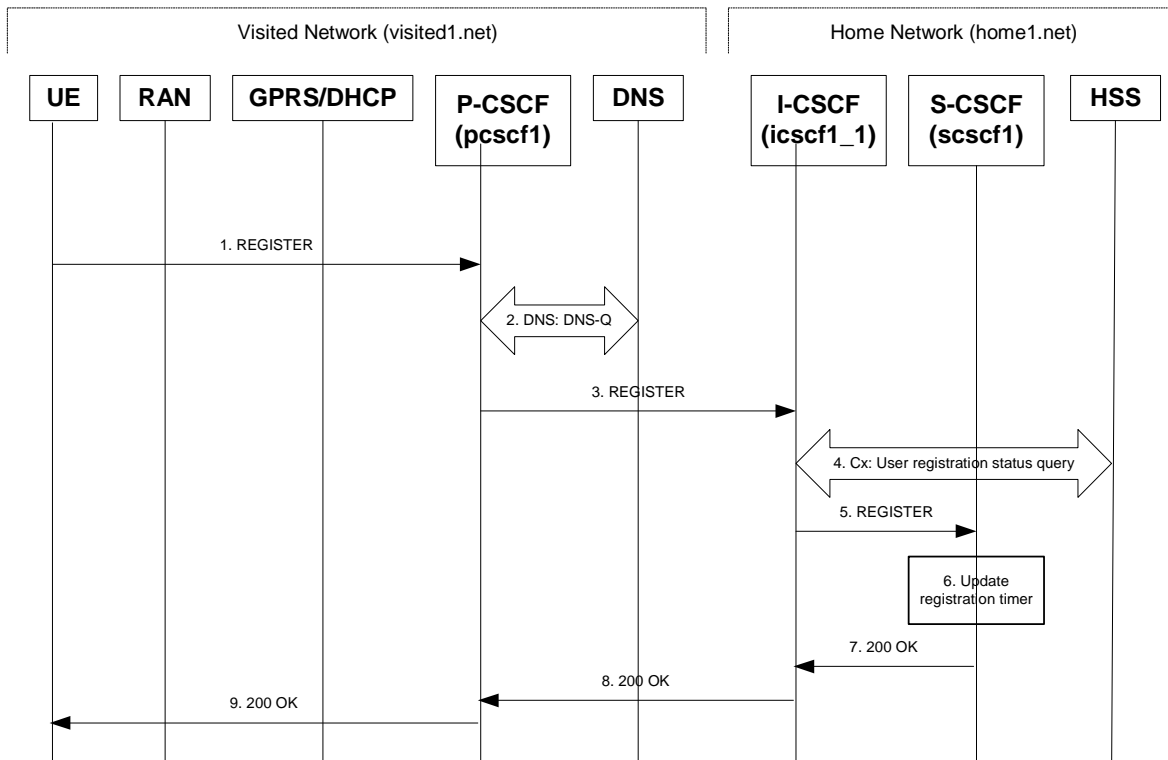 Visited Network (visited1.net)
Home Network (home1.net)
UE
RAN
GPRS/DHCP
P-CSCF
(pcscf1)
DNS
I-CSCF
(icscf1_1)
S-CSCF
(scscf1)
HSS
1. REGISTER
2. DNS: DNS-Q
3. REGISTER
4. Cx: User registration status query
5. REGISTER
6. Update
registration timer
7. 200 OK
8. 200 OK
9. 200 OK